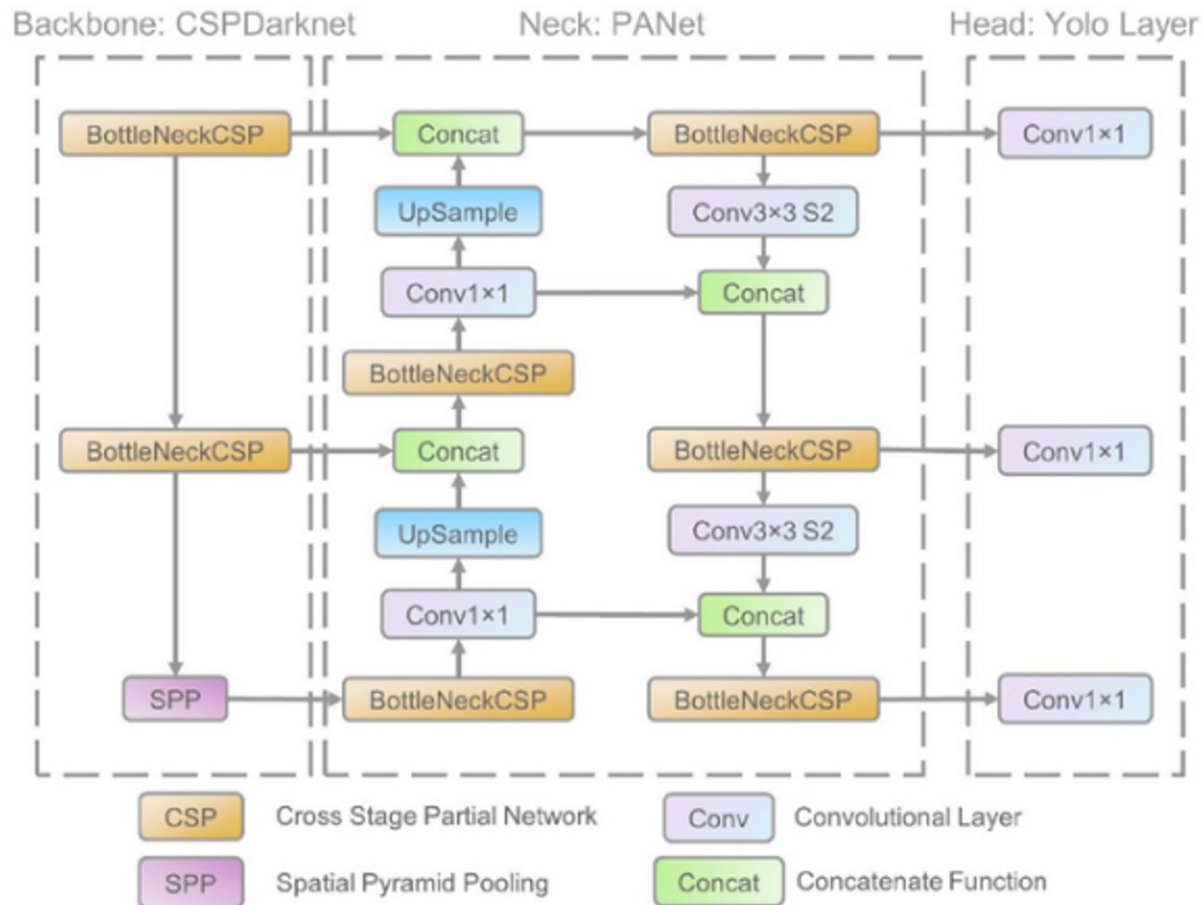 Backbone: CSPDarknet Neck: PANet Head: Yolo Layer
BottleNeckCSP Concat BottleNeckCSP Conv1×1
UpSample Conv3×3 S2
Conv1×1 Concat
BottleNeckCSP
BottleNeckCSP Concat BottleNeckCSP Conv1×1
UpSample Conv3×3 S2
Conv1×1 Concat
SPP BottleNeckCSP BottleNeckCSP Conv1×1
CSP Cross Stage Partial Network Conv Convolutional Layer
SPP Spatial Pyramid Pooling Concat Concatenate Function